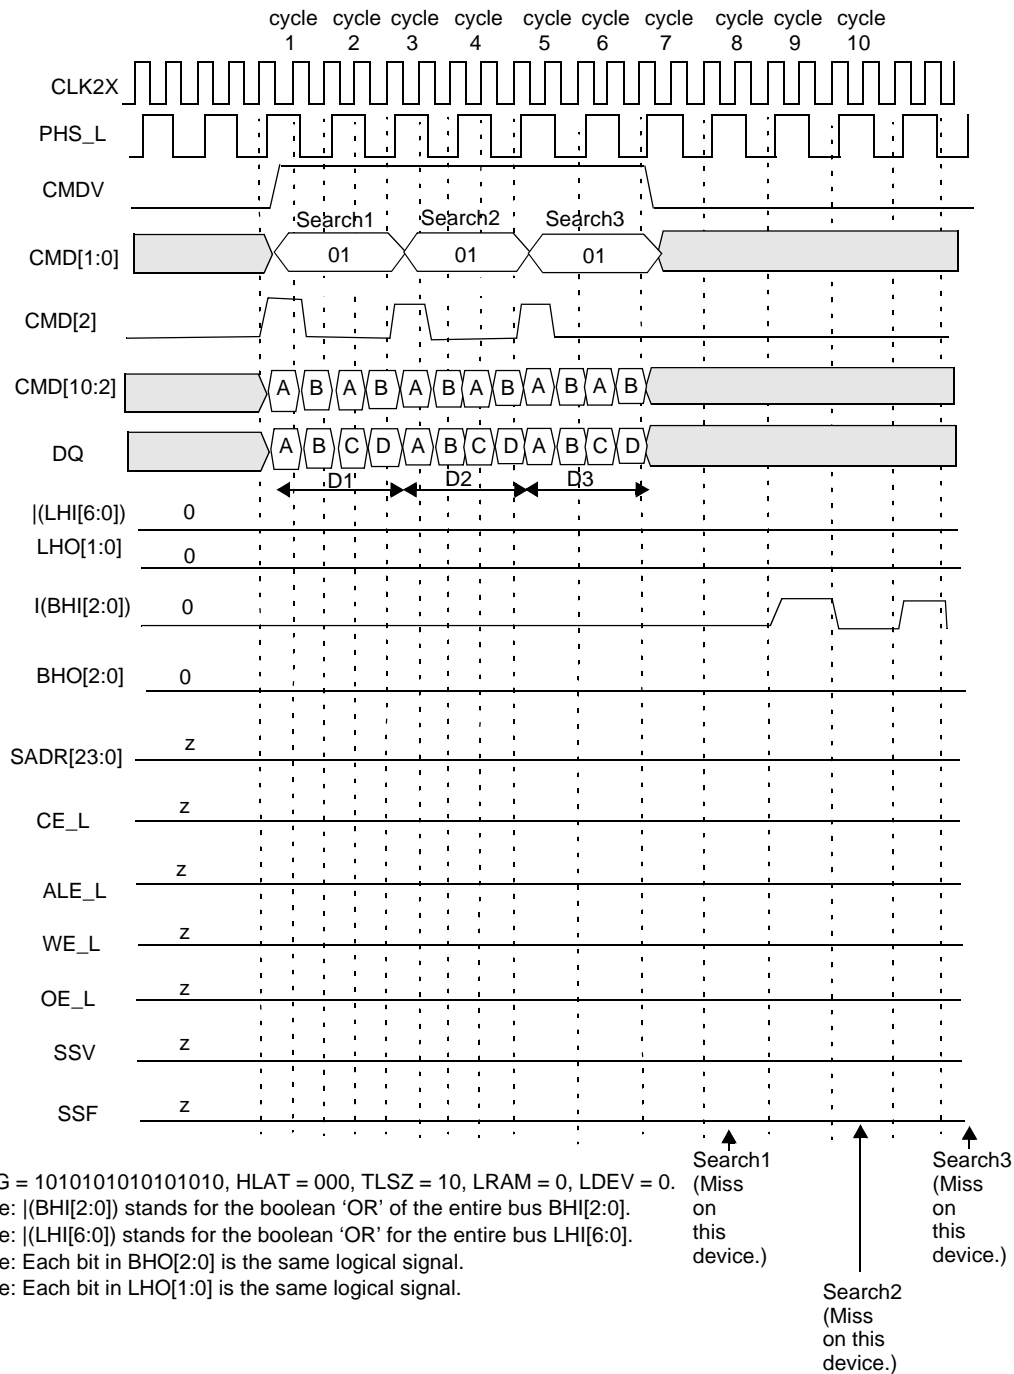 cycle cycle cycle cycle cycle cycle cycle cycle cycle cycle
1 2 3 4 5 6 7 8 9 10
CLK2X
PHS_L
CMDV
Search1 Search2 Search3
CMD[1:0] 01 01 01
CMD[2]
CMD[10:2] A B A B A B A B A B A B
DQ A B C D A B C D A B C D
D1 D2 D3
|(LHI[6:0]) 0
LHO[1:0] 0
I(BHI[2:0]) 0
BHO[2:0] 0
SADR[23:0] z
CE_L z
ALE_L z
WE_L z
OE_L z
SSV z
SSF z
Search1
(Miss
on
this
device.)
Search2
(Miss
on this
device.)
Search3
(Miss
on
this
device.)
G = 1010101010101010, HLAT = 000, TLSZ = 10, LRAM = 0, LDEV = 0.
e: |(BHI[2:0]) stands for the boolean ‘OR’ of the entire bus BHI[2:0].
e: |(LHI[6:0]) stands for the boolean ‘OR’ for the entire bus LHI[6:0].
e: Each bit in BHO[2:0] is the same logical signal.
e: Each bit in LHO[1:0] is the same logical signal.